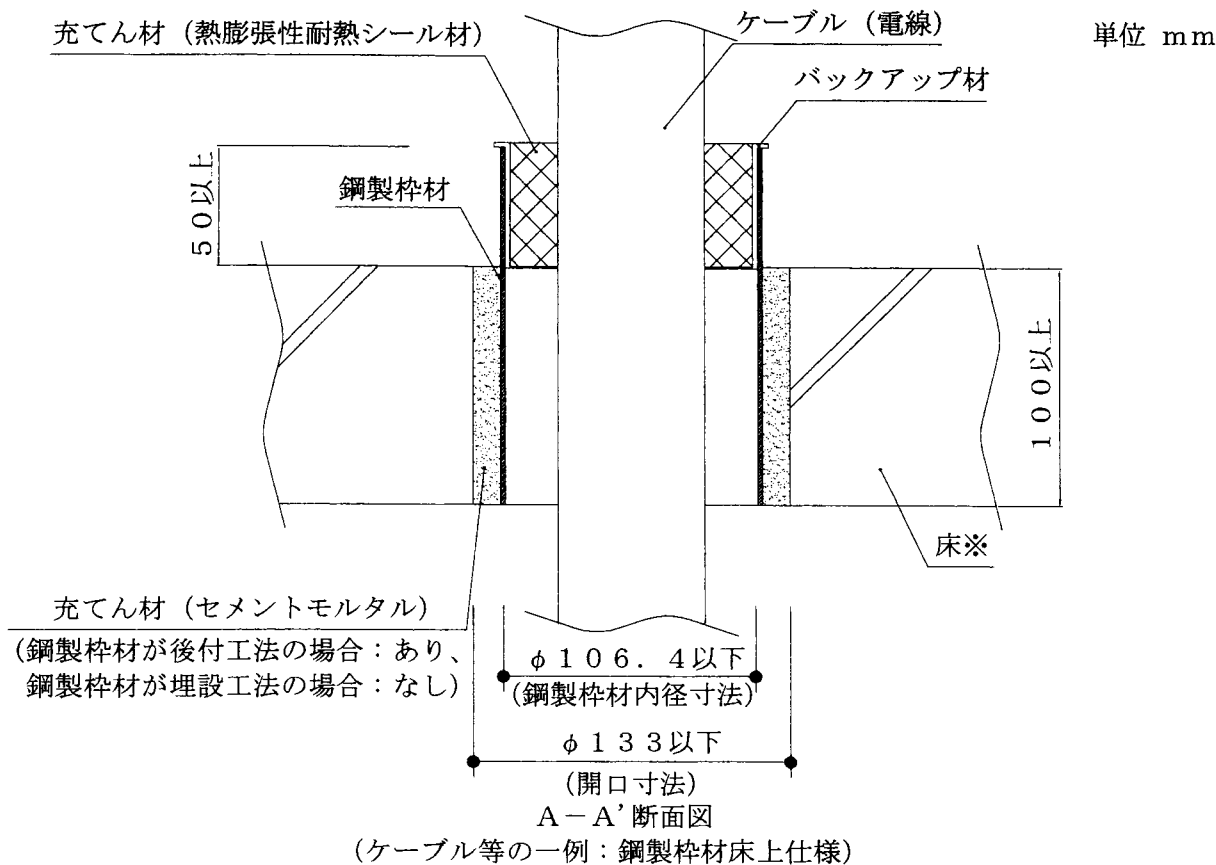 充てん材（熱膨張性耐熱シール材）
ケーブル（電線）
単位 ｍｍ
バックアップ材
５０以上
鋼製枠材
１００以上
床※
充てん材（セメントモルタル）
（鋼製枠材が後付工法の場合：あり、
鋼製枠材が埋設工法の場合：なし）
φ１０６．４以下
（鋼製枠材内径寸法）
φ１３３以下
（開口寸法）
Ａ－Ａ’断面図
（ケーブル等の一例：鋼製枠材床上仕様）